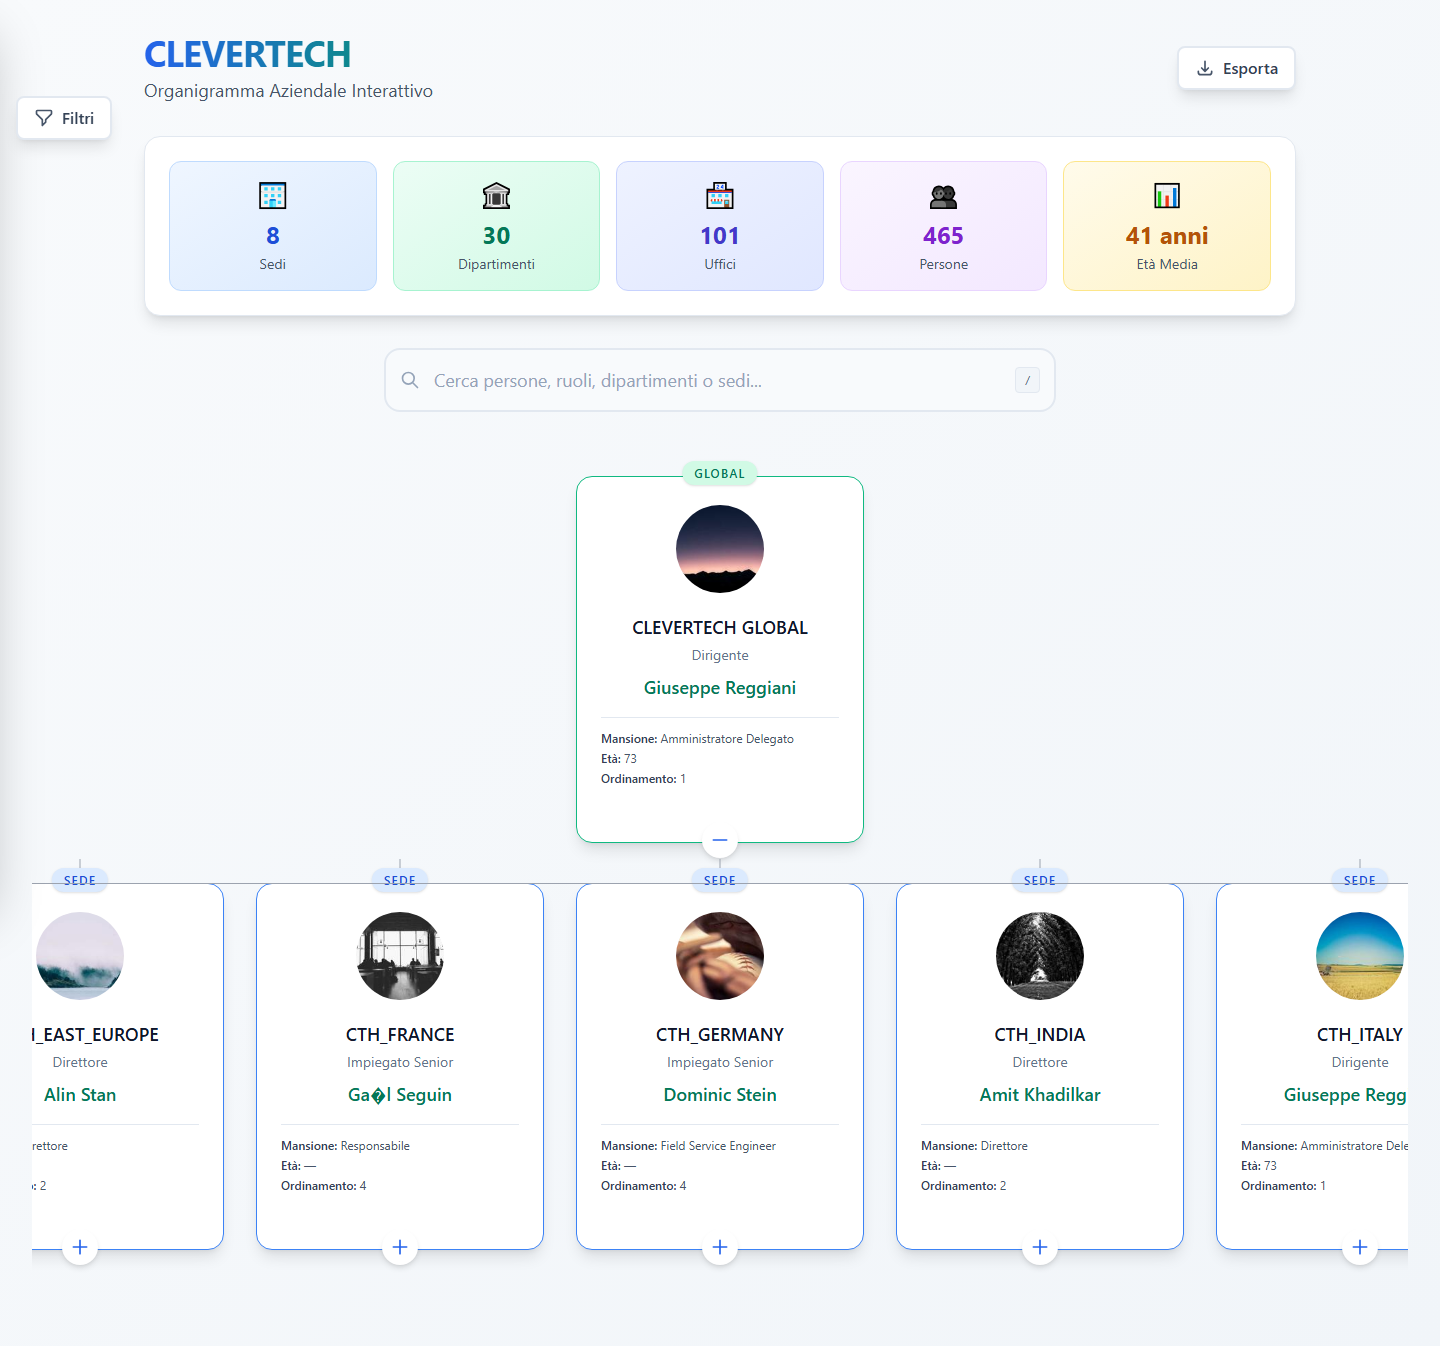 CLEVERTECH
Organigramma Aziendale Interattivo
Esporta
Filtri
8
Sedi
30
Dipartimenti
101
Uffici
465
Persone
41 anni
Età Media
Cerca persone, ruoli, dipartimenti o sedi...
/
GLOBAL
CLEVERTECH GLOBAL
Dirigente
Giuseppe Reggiani
Mansione: Amministratore Delegato
Età: 73
Ordinamento: 1
SEDE
H_EAST_EUROPE
Direttore
Alin Stan
rettore
: 2
SEDE
CTH_FRANCE
Impiegato Senior
Ga�l Seguin
Mansione: Responsabile
Età: —
Ordinamento: 4
SEDE
CTH_GERMANY
Impiegato Senior
Dominic Stein
Mansione: Field Service Engineer
Età: —
Ordinamento: 4
SEDE
CTH_INDIA
Direttore
Amit Khadilkar
Mansione: Direttore
Età: —
Ordinamento: 2
SEDE
CTH_ITALY
Dirigente
Giuseppe Regg
Mansione: Amministratore Dele
Età: 73
Ordinamento: 1